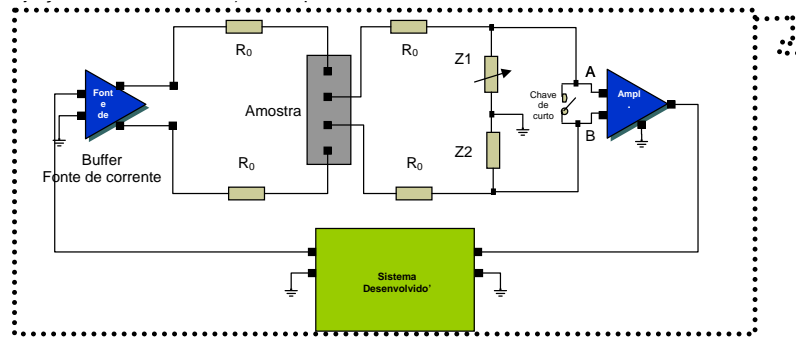 R₀
R₀
Z1
A
Font
e
de
Amostra
Chave
de
curto
Ampl
.
Buffer
Fonte de corrente
R₀
R₀
Z2
B
Sistema
Desenvolvido'